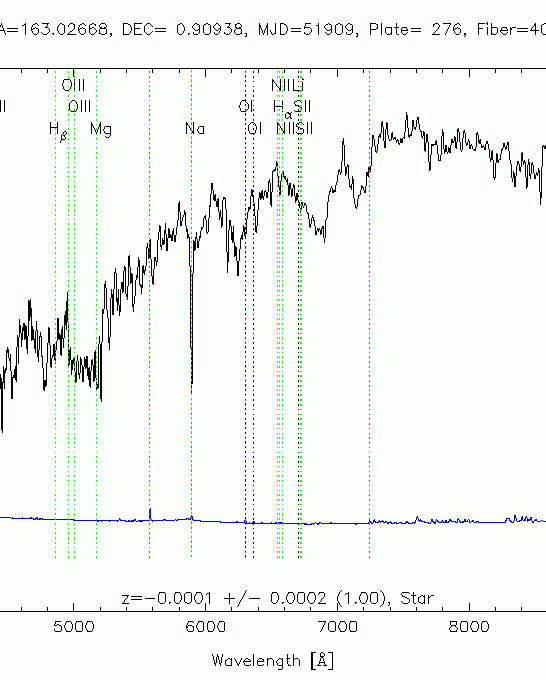 A=163.02668, DEC= 0.90938, MJD=51909, Plate= 276, Fiber=40
OIII NII Li
II OIII OI Hα SII
Hβ Mg Na OI NII SII
z=−0.0001 +/− 0.0002 (1.00), Star
5000 6000 7000 8000
Wavelength [Å]